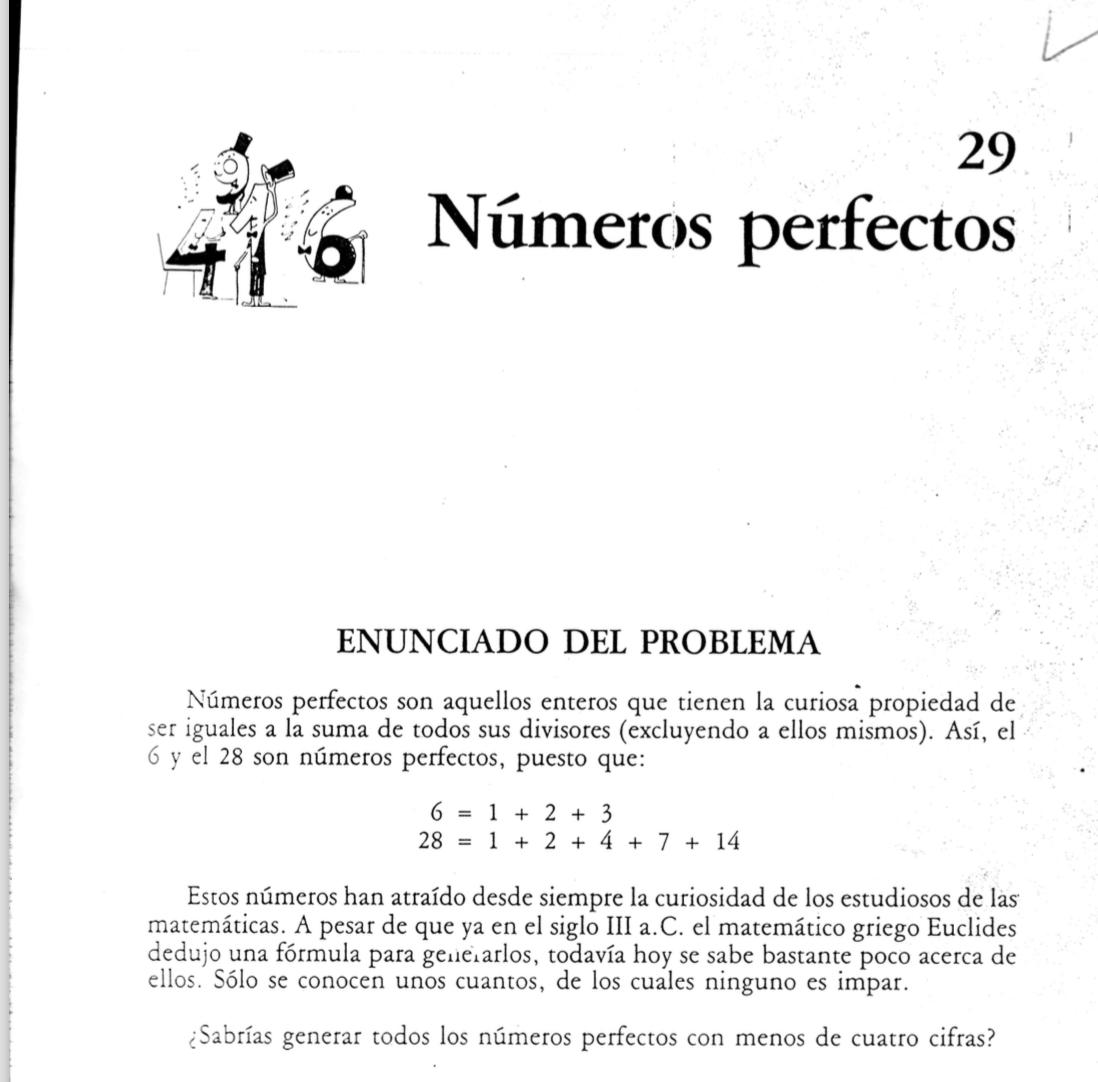 29
Números perfectos
ENUNCIADO DEL PROBLEMA
Números perfectos son aquellos enteros que tienen la curiosa propiedad de
ser iguales a la suma de todos sus divisores (excluyendo a ellos mismos). Así, el
6 y el 28 son números perfectos, puesto que:
6 = 1 + 2 + 3
28 = 1 + 2 + 4 + 7 + 14
Estos números han atraído desde siempre la curiosidad de los estudiosos de las
matemáticas. A pesar de que ya en el siglo III a.C. el matemático griego Euclides
dedujo una fórmula para generarlos, todavía hoy se sabe bastante poco acerca de
ellos. Sólo se conocen unos cuantos, de los cuales ninguno es impar.
¿Sabrías generar todos los números perfectos con menos de cuatro cifras?